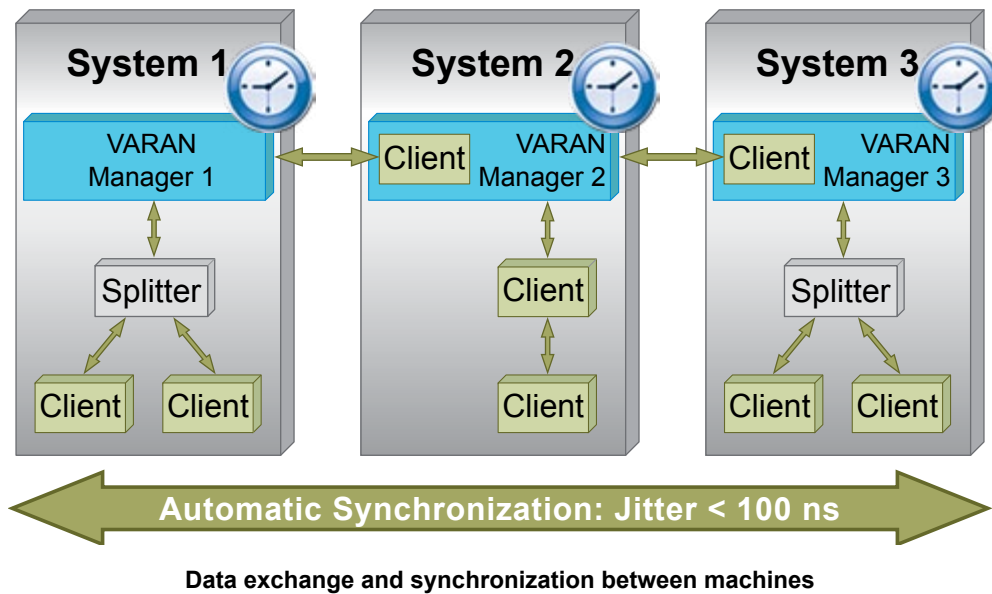 System 1
System 2
System 3
VARAN
Manager 1
Client
VARAN
Manager 2
Client
VARAN
Manager 3
Splitter
Client
Splitter
Client
Client
Client
Client
Client
Automatic Synchronization: Jitter < 100 ns
Data exchange and synchronization between machines